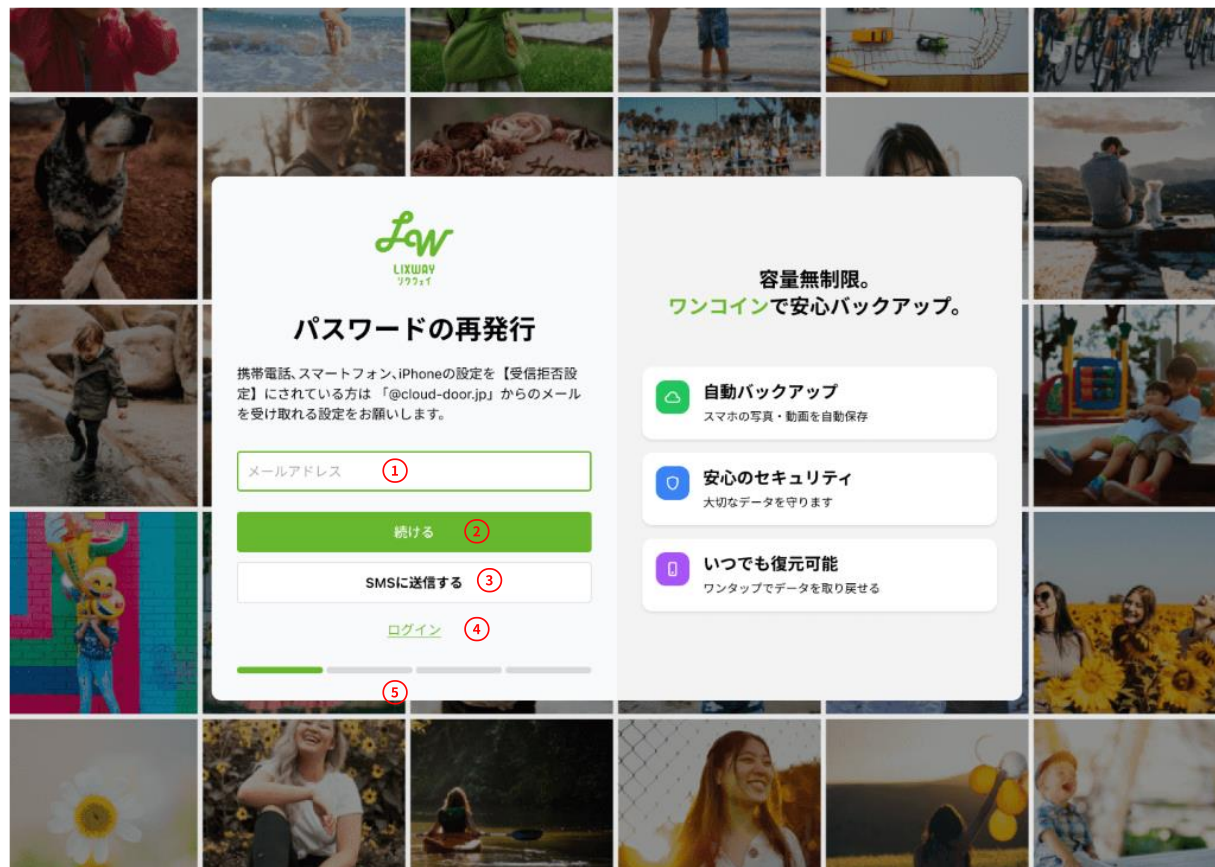 LW
LIXWAY
リクウェイ
パスワードの再発行
携帯電話、スマートフォン、iPhoneの設定を【受信拒否設
定】にされている方は 「@cloud-door.jp」からのメール
を受け取れる設定をお願いします。
メールアドレス ①
続ける ②
SMSに送信する ③
ログイン ④
⑤
容量無制限。
ワンコインで安心バックアップ。
自動バックアップ
スマホの写真・動画を自動保存
安心のセキュリティ
大切なデータを守ります
いつでも復元可能
ワンタップでデータを取り戻せる